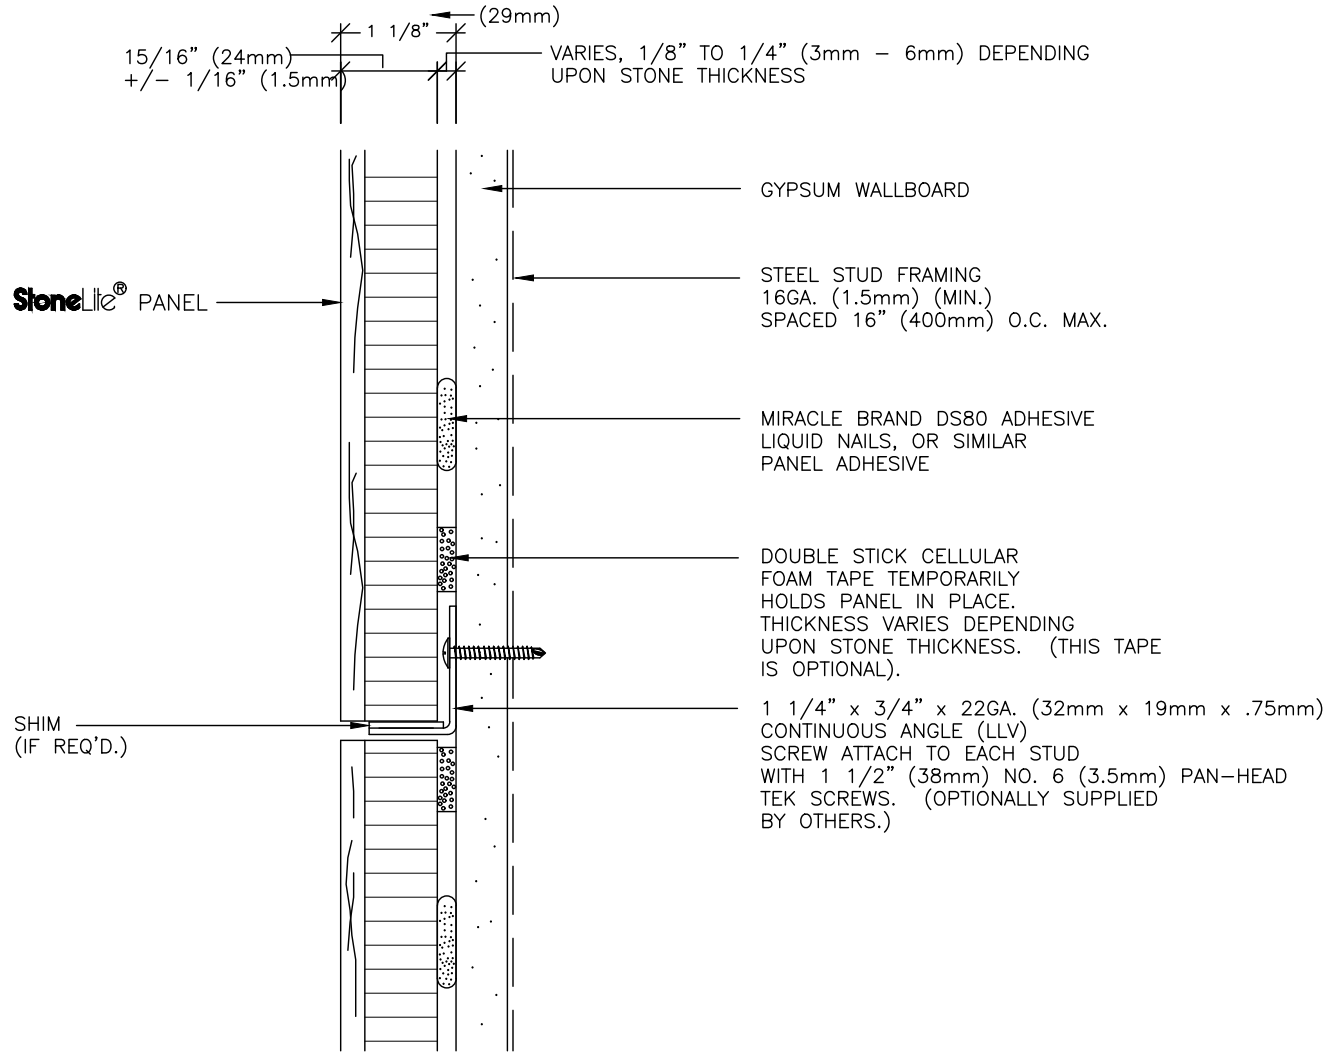 (29mm)
1 1/8"
15/16" (24mm)
+/- 1/16" (1.5mm)
VARIES, 1/8" TO 1/4" (3mm - 6mm) DEPENDING
UPON STONE THICKNESS
GYPSUM WALLBOARD
STEEL STUD FRAMING
16GA. (1.5mm) (MIN.)
SPACED 16" (400mm) O.C. MAX.
StoneLite® PANEL
MIRACLE BRAND DS80 ADHESIVE
LIQUID NAILS, OR SIMILAR
PANEL ADHESIVE
DOUBLE STICK CELLULAR
FOAM TAPE TEMPORARILY
HOLDS PANEL IN PLACE.
THICKNESS VARIES DEPENDING
UPON STONE THICKNESS. (THIS TAPE
IS OPTIONAL).
SHIM
(IF REQ'D.)
1 1/4" x 3/4" x 22GA. (32mm x 19mm x .75mm)
CONTINUOUS ANGLE (LLV)
SCREW ATTACH TO EACH STUD
WITH 1 1/2" (38mm) NO. 6 (3.5mm) PAN-HEAD
TEK SCREWS. (OPTIONALLY SUPPLIED
BY OTHERS.)